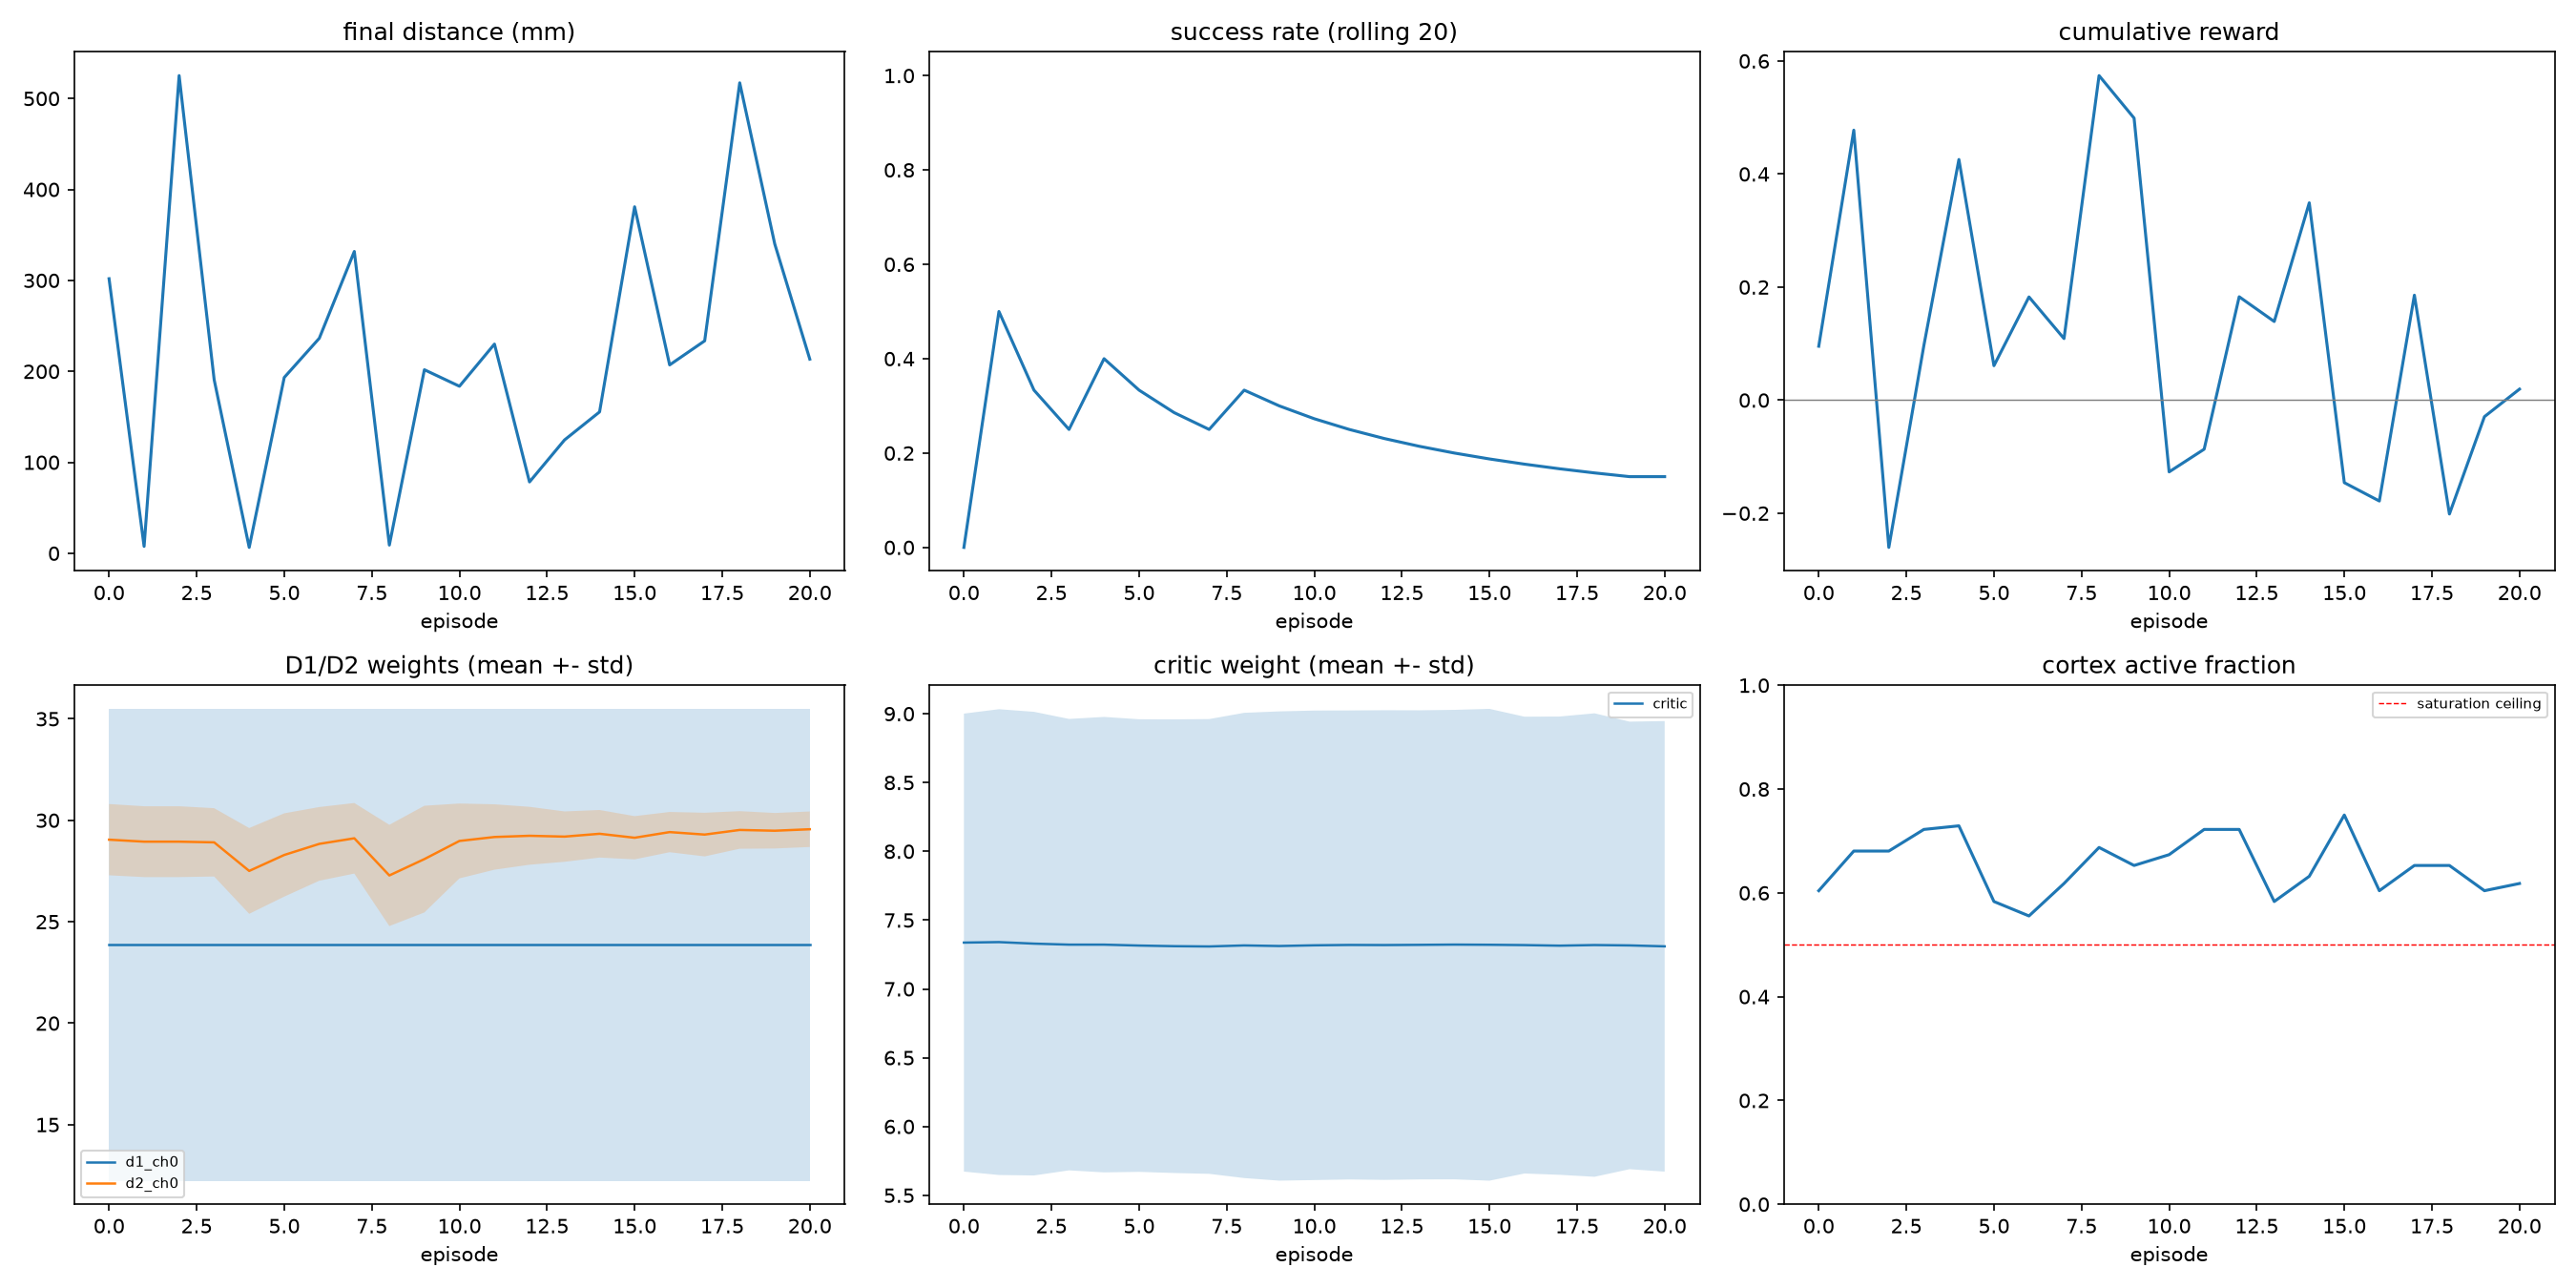 final distance (mm)
500
400
300
200
100
0
0.0 2.5 5.0 7.5 10.0 12.5 15.0 17.5 20.0
episode
success rate (rolling 20)
1.0
0.8
0.6
0.4
0.2
0.0
0.0 2.5 5.0 7.5 10.0 12.5 15.0 17.5 20.0
episode
cumulative reward
0.6
0.4
0.2
0.0
−0.2
0.0 2.5 5.0 7.5 10.0 12.5 15.0 17.5 20.0
episode
D1/D2 weights (mean +- std)
35
30
25
20
15
d1_ch0
d2_ch0
0.0 2.5 5.0 7.5 10.0 12.5 15.0 17.5 20.0
episode
critic weight (mean +- std)
critic
9.0
8.5
8.0
7.5
7.0
6.5
6.0
5.5
0.0 2.5 5.0 7.5 10.0 12.5 15.0 17.5 20.0
episode
cortex active fraction
saturation ceiling
1.0
0.8
0.6
0.4
0.2
0.0
0.0 2.5 5.0 7.5 10.0 12.5 15.0 17.5 20.0
episode